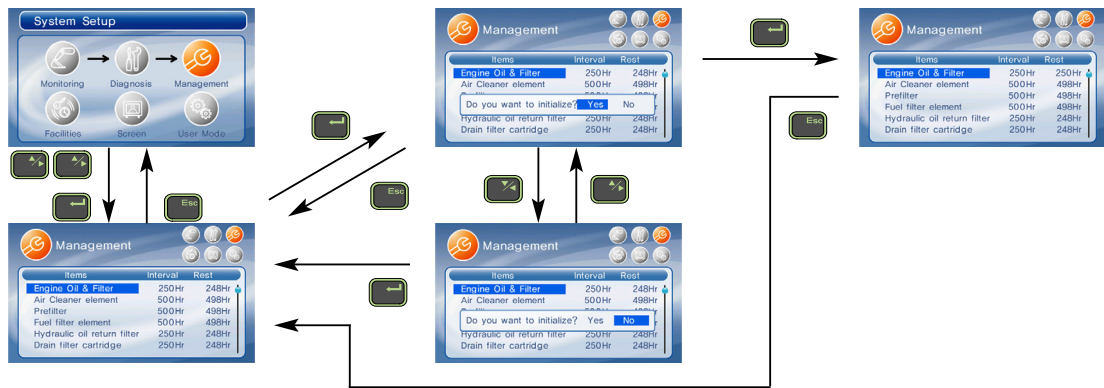 System Setup
Monitoring Diagnosis Management
Facilities Screen User Mode
Esc
Management
Items Interval Rest
Engine Oil & Filter 250Hr 248Hr
Air Cleaner element 500Hr 498Hr
Prefilter 500Hr 498Hr
Fuel filter element 500Hr 498Hr
Hydraulic oil return filter 250Hr 248Hr
Drain filter cartridge 250Hr 248Hr
Esc
Management
Items Interval Rest
Engine Oil & Filter 250Hr 248Hr
Air Cleaner element 500Hr 498Hr
Do you want to initialize? Yes No
Hydraulic oil return filter 250Hr 248Hr
Drain filter cartridge 250Hr 248Hr
Management
Items Interval Rest
Engine Oil & Filter 250Hr 248Hr
Air Cleaner element 500Hr 498Hr
Do you want to initialize? Yes No
Hydraulic oil return filter 250Hr 248Hr
Drain filter cartridge 250Hr 248Hr
Management
Items Interval Rest
Engine Oil & Filter 250Hr 250Hr
Air Cleaner element 500Hr 498Hr
Prefilter 500Hr 498Hr
Fuel filter element 500Hr 498Hr
Hydraulic oil return filter 250Hr 248Hr
Drain filter cartridge 250Hr 248Hr
Esc